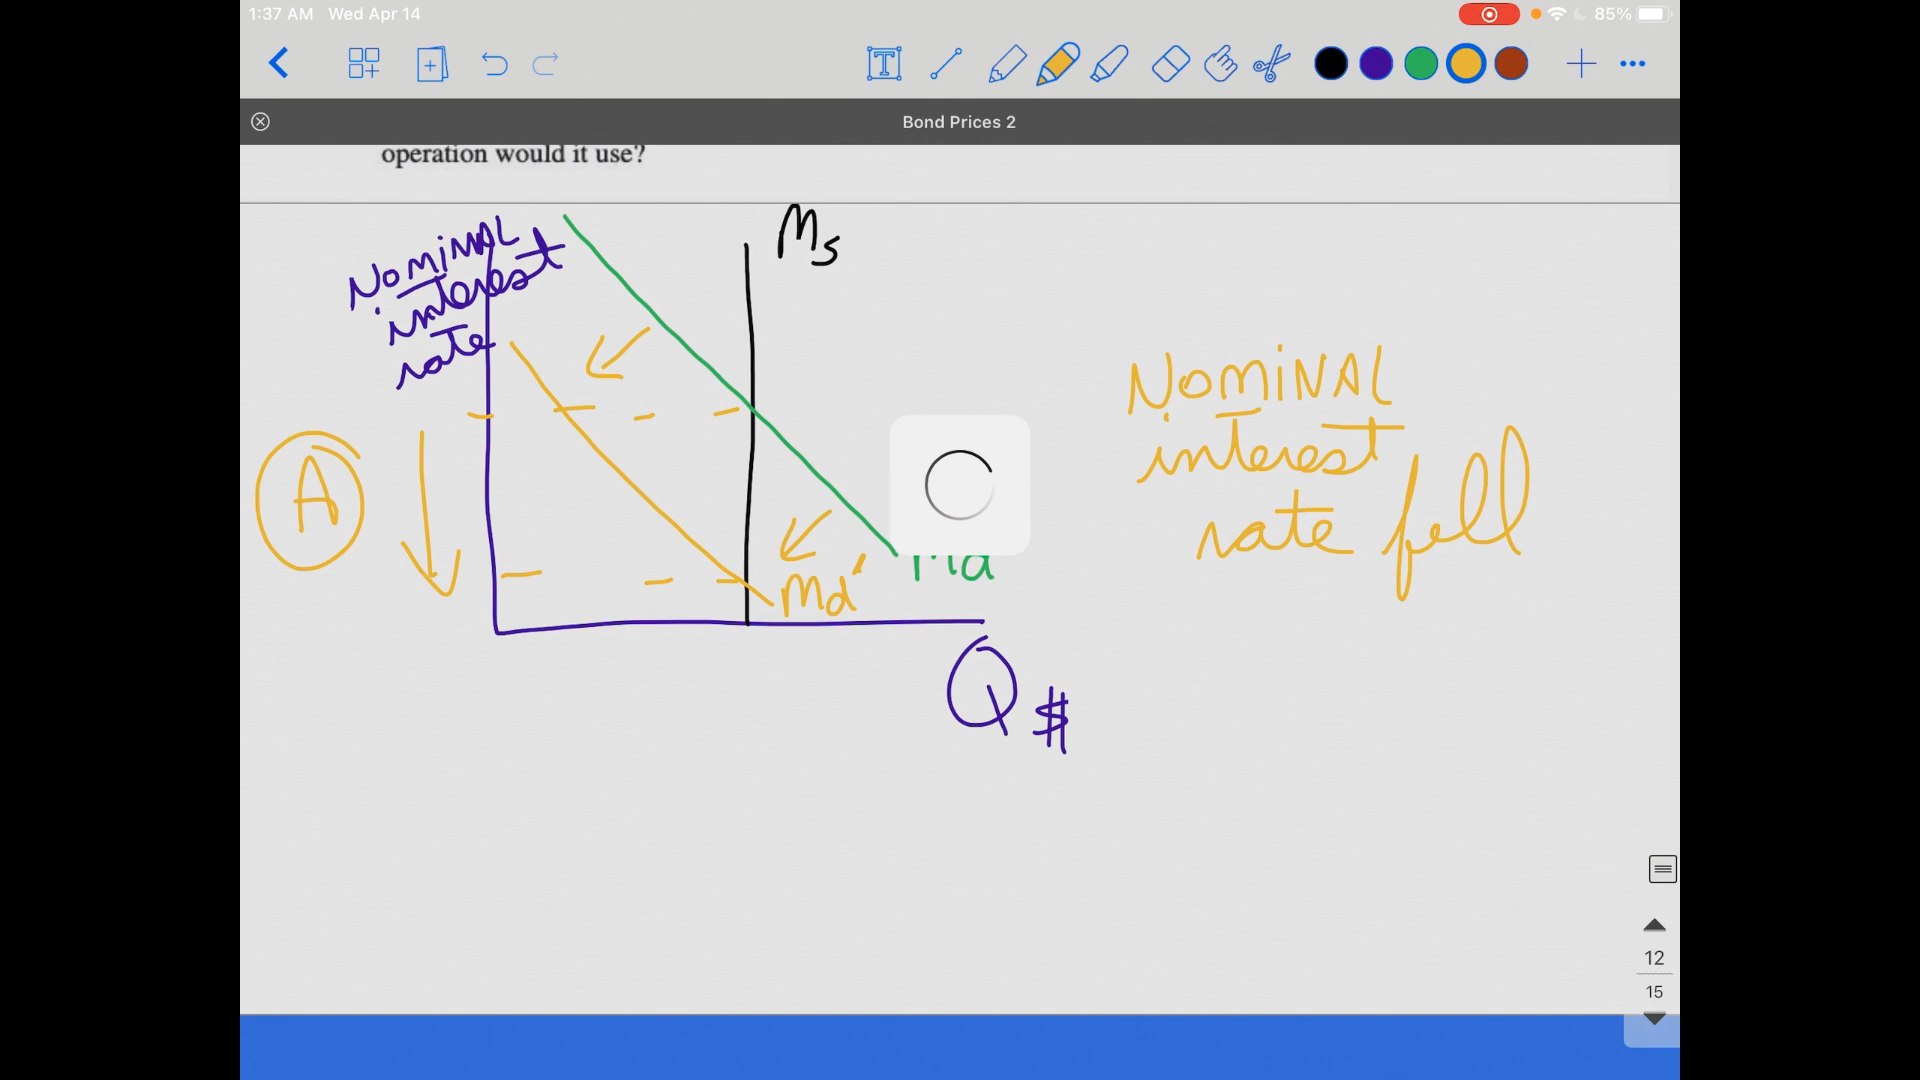 1:37 AM Wed Apr 14
85%
T
Bond Prices 2
operation would it use?
NomiNAL
interest
rate
Ms
A
Md'
Md
Q $
NomiNAL
interest
rate fell
12
15